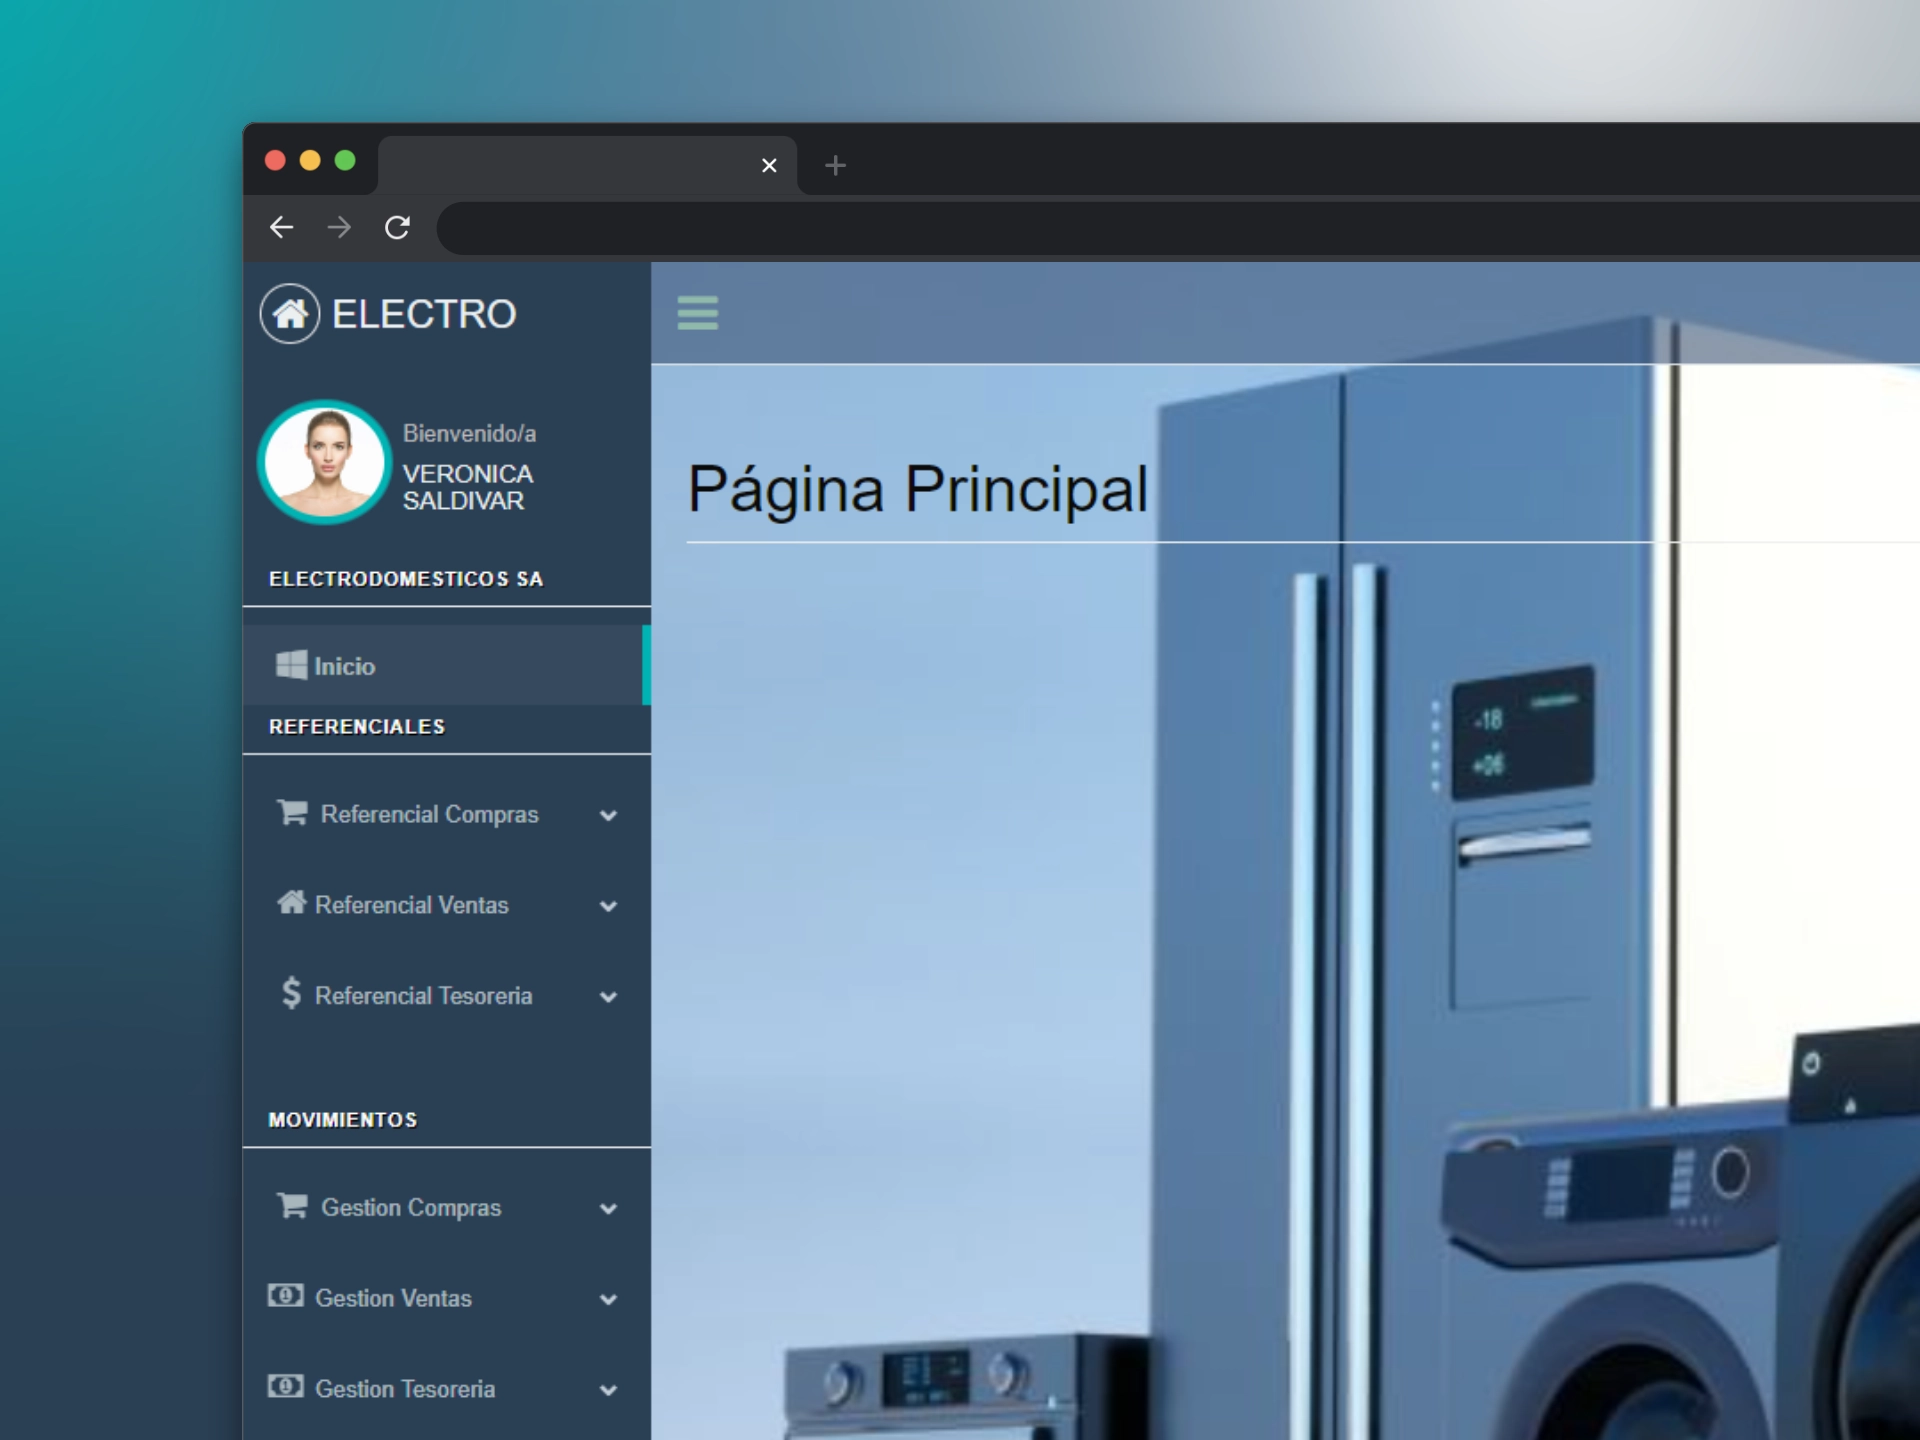 ELECTRO
Bienvenido/a
VERONICA
SALDIVAR
ELECTRODOMESTICOS SA
Inicio
REFERENCIALES
Referencial Compras
Referencial Ventas
Referencial Tesoreria
MOVIMIENTOS
Gestion Compras
Gestion Ventas
Gestion Tesoreria
Página Principal
-18
+06